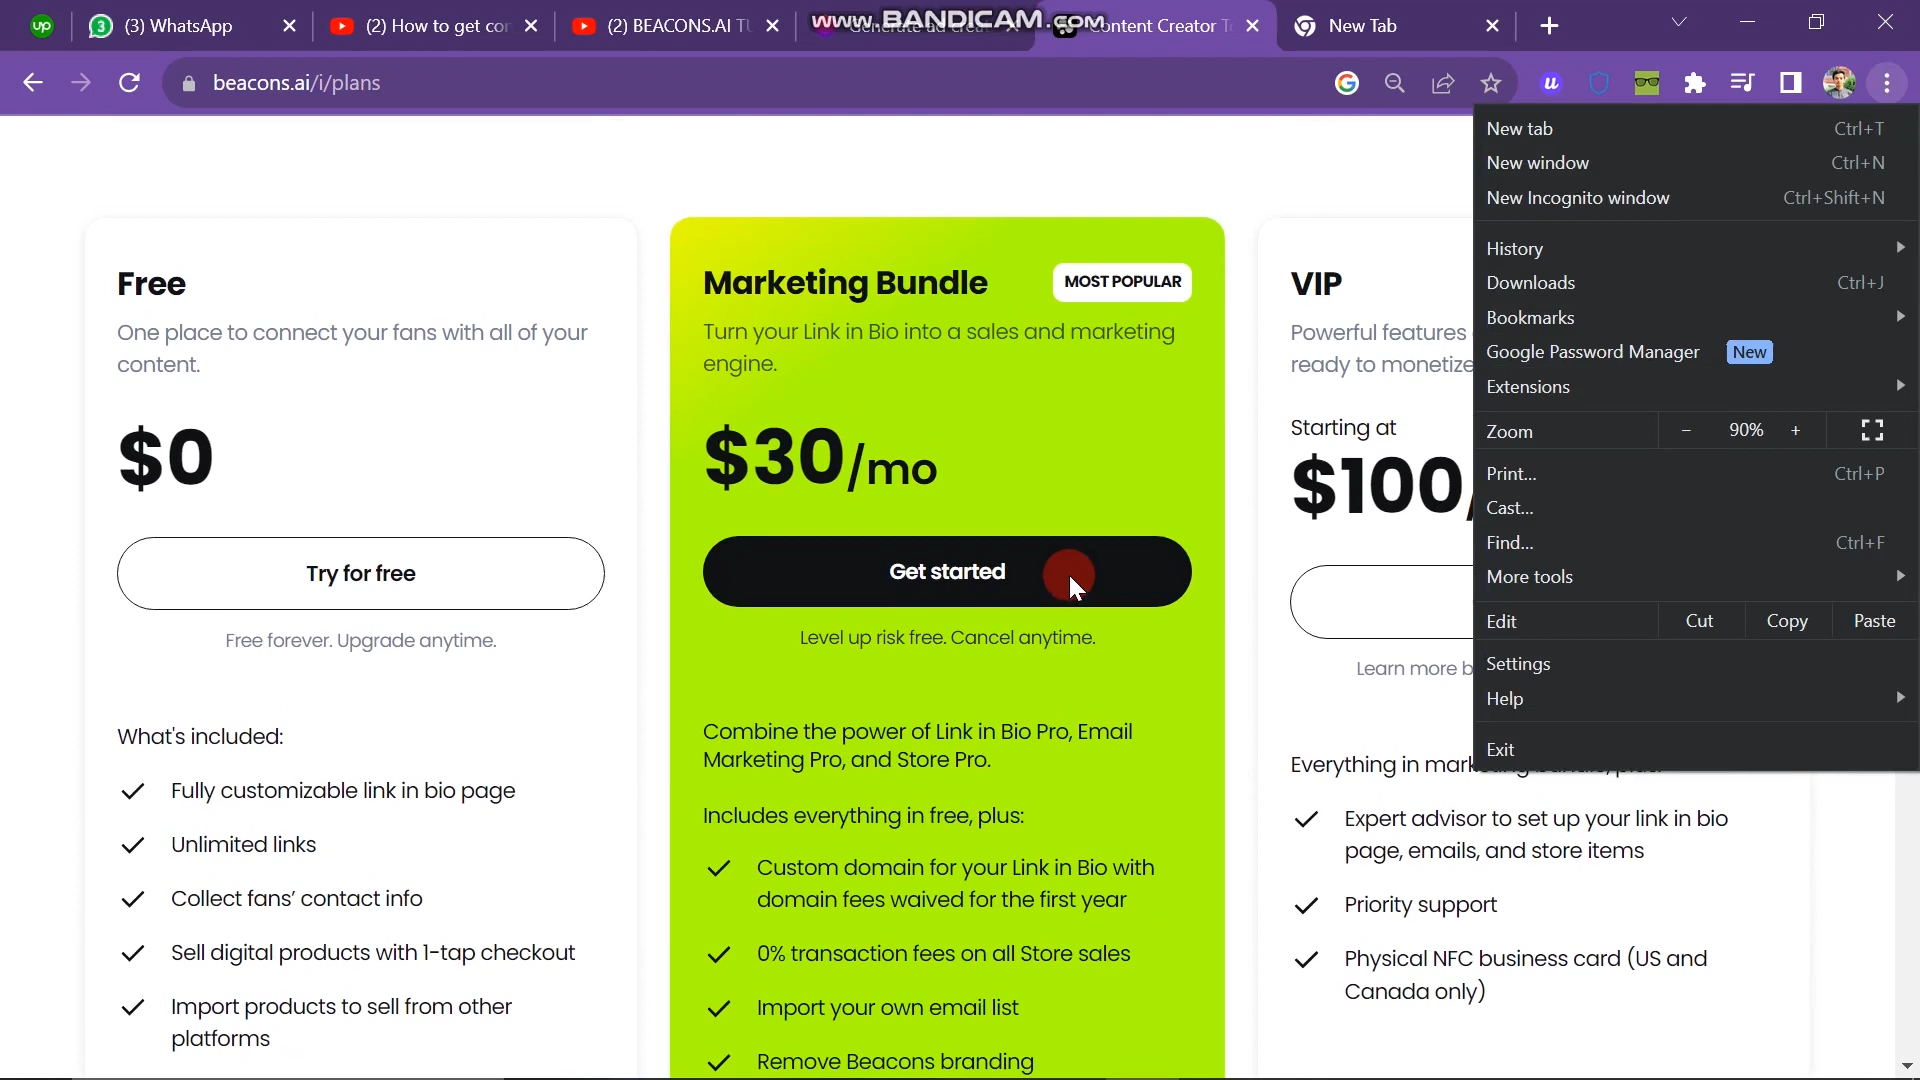 up
3
(3) WhatsApp
(2) How to get co
(2) BEACONS.AI TU
www.BANDICAM.COM
Content Creator T
New Tab
beacons.ai/i/plans
New tab Ctrl+T
New window Ctrl+N
New Incognito window Ctrl+Shift+N
History
Downloads Ctrl+J
Bookmarks
Google Password Manager New
Extensions
Zoom − 90% +
Print... Ctrl+P
Cast...
Find... Ctrl+F
More tools
Edit Cut Copy Paste
Settings
Help
Exit
Free
One place to connect your fans with all of your
content.
$0
Try for free
Free forever. Upgrade anytime.
What's included:
Fully customizable link in bio page
Unlimited links
Collect fans’ contact info
Sell digital products with 1-tap checkout
Import products to sell from other
platforms
Marketing Bundle
MOST POPULAR
Turn your Link in Bio into a sales and marketing
engine.
$30/mo
Get started
Level up risk free. Cancel anytime.
Combine the power of Link in Bio Pro, Email
Marketing Pro, and Store Pro.
Includes everything in free, plus:
Custom domain for your Link in Bio with
domain fees waived for the first year
0% transaction fees on all Store sales
Import your own email list
Remove Beacons branding
VIP
Powerful features
ready to monetize
Starting at
$100/
Learn more b
Everything in marketing bundle, plus:
Expert advisor to set up your link in bio
page, emails, and store items
Priority support
Physical NFC business card (US and
Canada only)